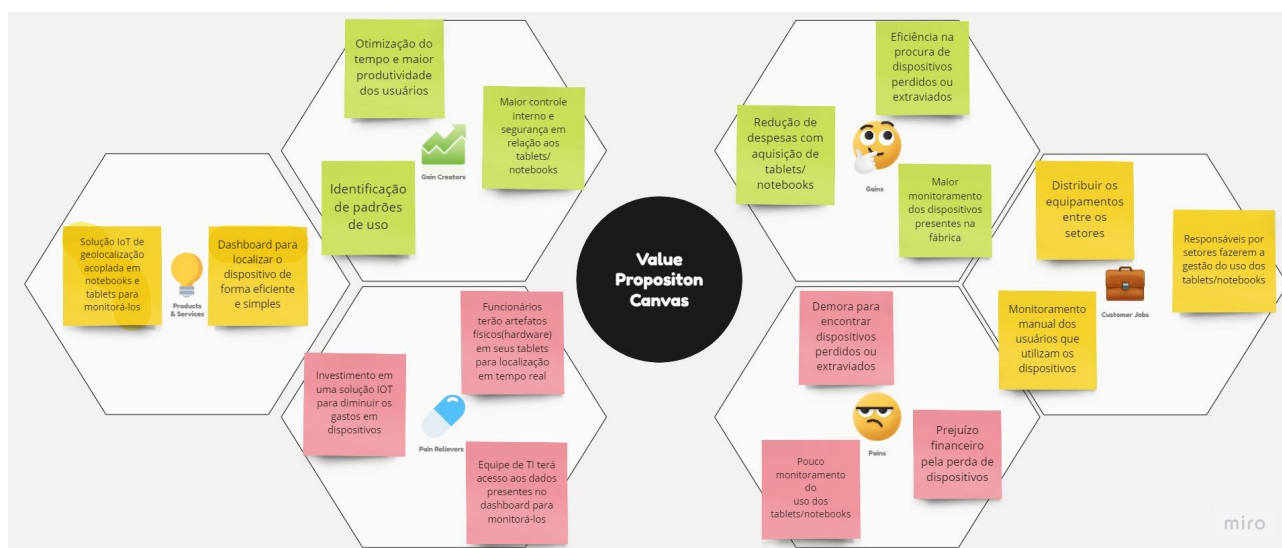 Otimização do
tempo e maior
produtividade
dos usuários
Maior controle
interno e
segurança em
relação aos
tablets/
notebooks
Gain Creators
Identificação
de padrões
de uso
Solução IoT de
geolocalização
acoplada em
notebooks e
tablets para
monitorá-los
Products
& Services
Dashboard para
localizar o
dispositivo de
forma eficiente
e simples
Funcionários
terão artefatos
físicos(hardware)
em seus tablets
para localização
em tempo real
Investimento em
uma solução IOT
para diminuir os
gastos em
dispositivos
Pain Relievers
Equipe de TI terá
acesso aos dados
presentes no
dashboard para
monitorá-los
Value
Propositon
Canvas
Eficiência na
procura de
dispositivos
perdidos ou
extraviados
Redução de
despesas com
aquisição de
tablets/
notebooks
Gains
Maior
monitoramento
dos dispositivos
presentes na
fábrica
Distribuir os
equipamentos
entre os
setores
Responsáveis por
setores fazerem a
gestão do uso dos
tablets/notebooks
Customer Jobs
Monitoramento
manual dos
usuários que
utilizam os
dispositivos
Demora para
encontrar
dispositivos
perdidos ou
extraviados
Pains
Prejuízo
financeiro
pela perda de
dispositivos
Pouco
monitoramento
do
uso dos
tablets/notebooks
miro